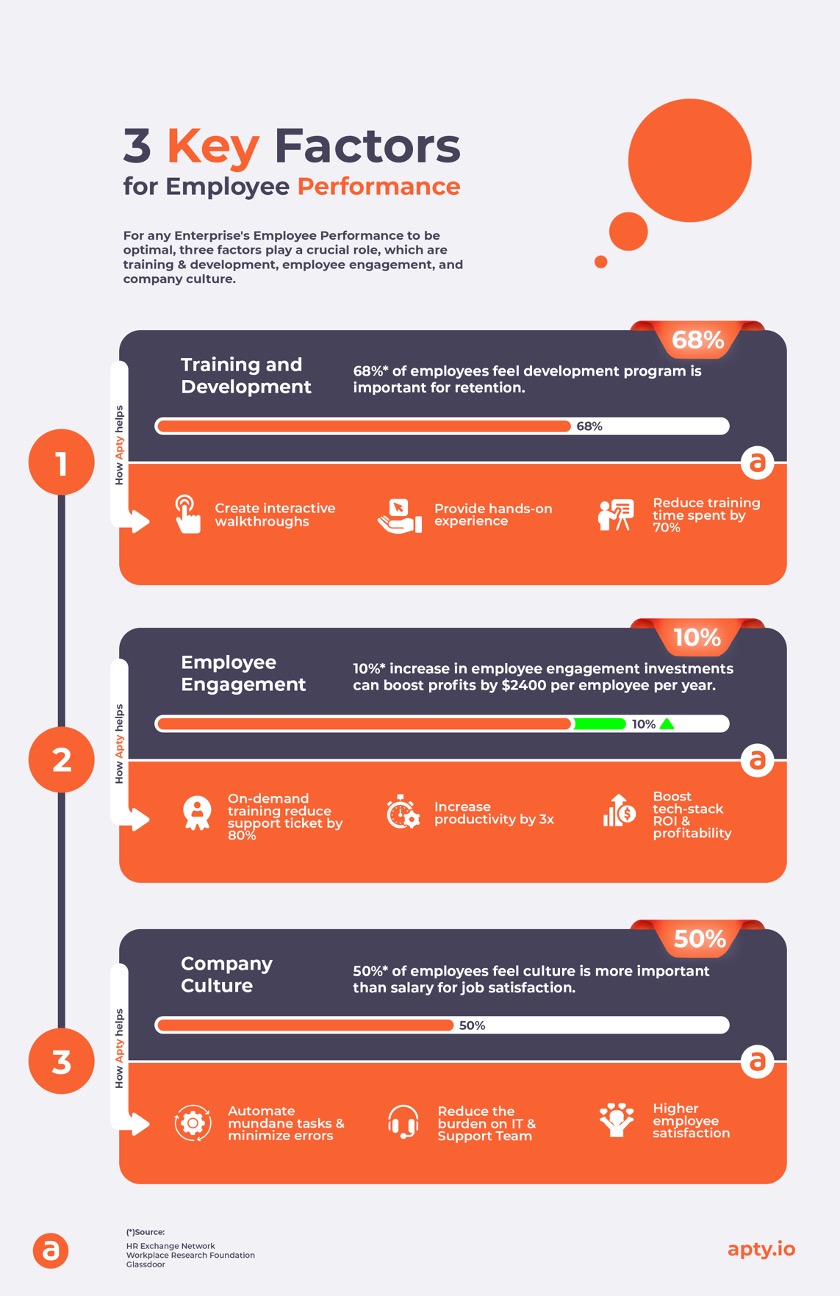 3 Key Factors
for Employee Performance
For any Enterprise's Employee Performance to be
optimal, three factors play a crucial role, which are
training & development, employee engagement, and
company culture.
68%
Training and
Development
68%* of employees feel development program is
important for retention.
68%
1
How Apty helps
a
Create interactive
walkthroughs
Provide hands-on
experience
Reduce training
time spent by
70%
10%
Employee
Engagement
10%* increase in employee engagement investments
can boost profits by $2400 per employee per year.
10%
2
How Apty helps
a
On-demand
training reduce
support ticket by
80%
Increase
productivity by 3x
Boost
tech-stack
ROI &
profitability
50%
Company
Culture
50%* of employees feel culture is more important
than salary for job satisfaction.
50%
3
How Apty helps
a
Automate
mundane tasks &
minimize errors
Reduce the
burden on IT &
Support Team
Higher
employee
satisfaction
a
(*)Source:
HR Exchange Network
Workplace Research Foundation
Glassdoor
apty.io